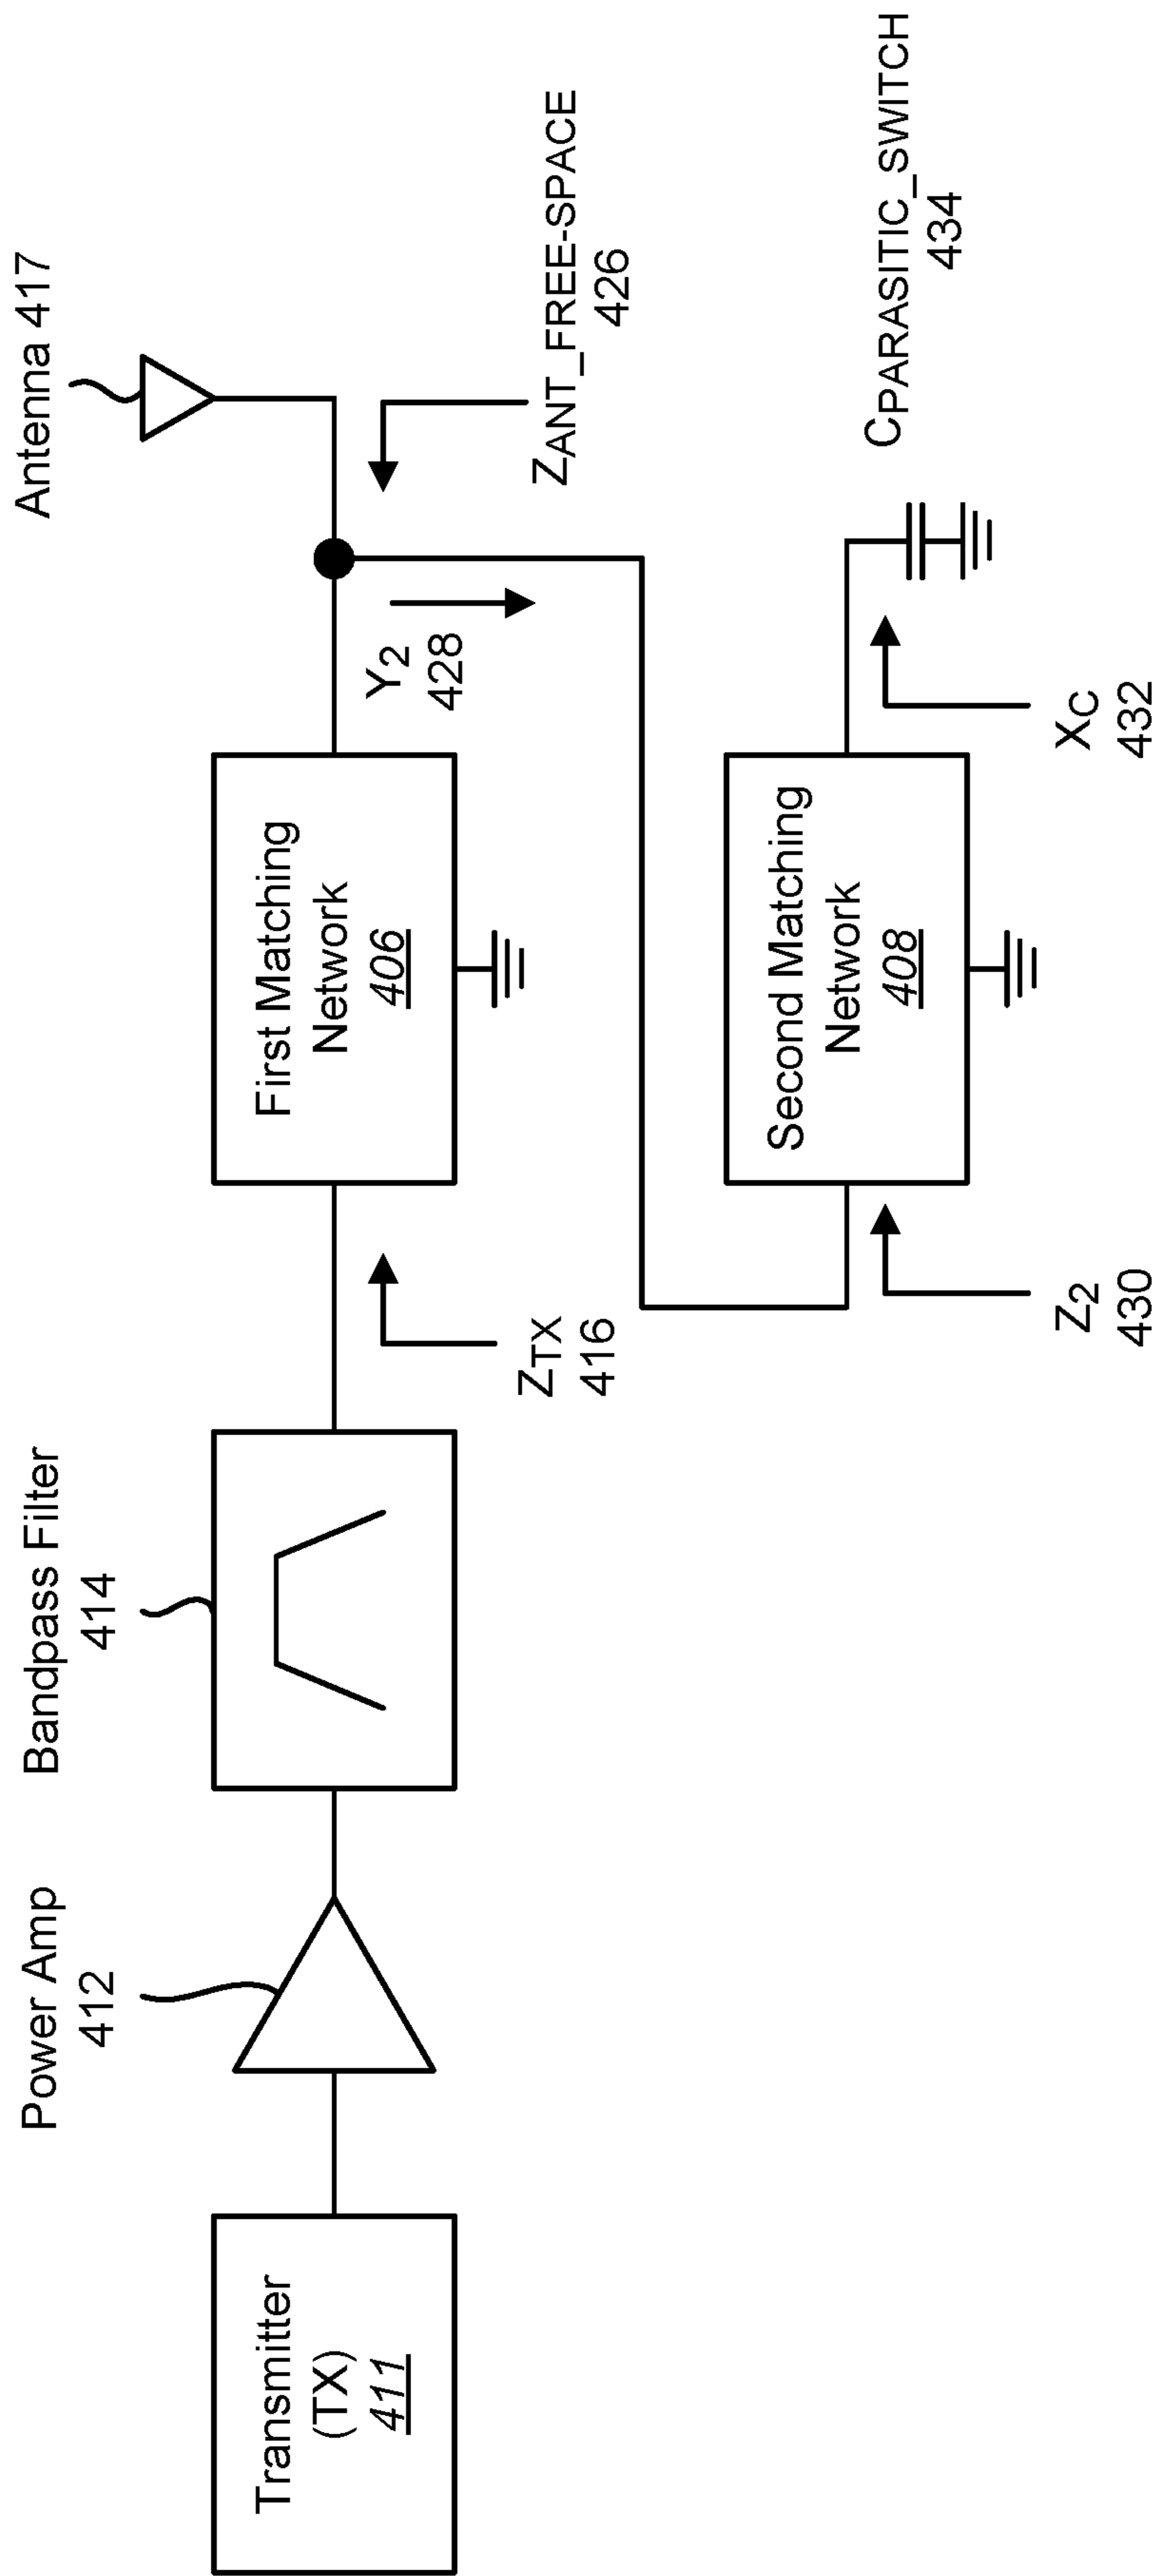 Transmitter
(TX)
411
Power Amp
412
Bandpass Filter
414
ZTX
416
First Matching
Network
406
Y2
428
Antenna 417
ZANT_FREE-SPACE
426
Z2
430
Second Matching
Network
408
XC
432
CPARASITIC_SWITCH
434